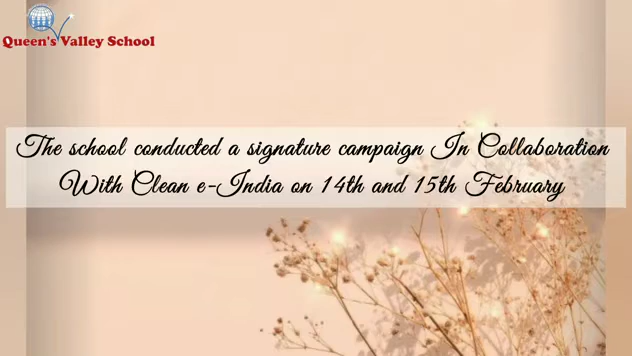 Queen's Valley School
The school conducted a signature campaign In Collaboration
With Clean e-India on 14th and 15th February